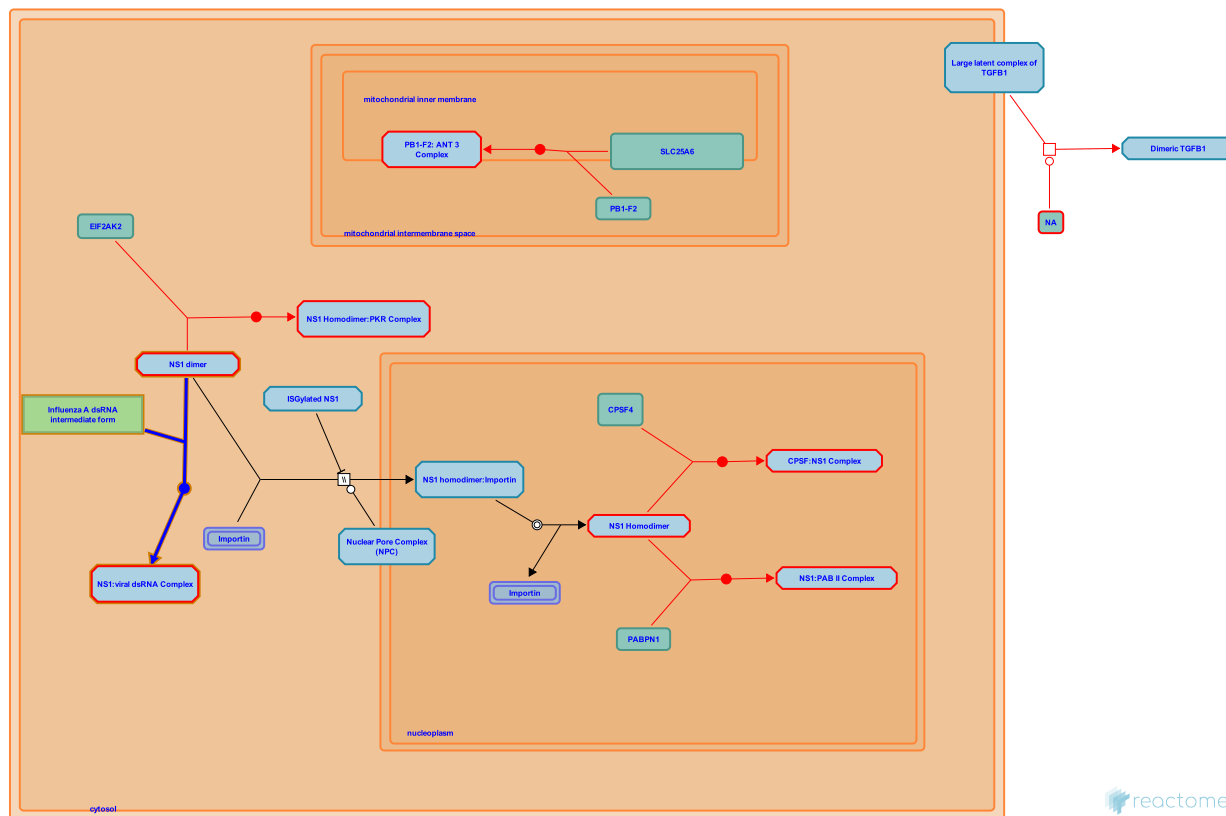 Large latent complex of
TGFB1
mitochondrial inner membrane
PB1-F2: ANT 3
Complex
SLC25A6
Dimeric TGFB1
PB1-F2
NA
EIF2AK2
mitochondrial intermembrane space
NS1 Homodimer:PKR Complex
NS1 dimer
ISGylated NS1
Influenza A dsRNA
intermediate form
CPSF4
CPSF:NS1 Complex
NS1 homodimer:Importin
\\
NS1 Homodimer
Importin
Nuclear Pore Complex
(NPC)
NS1:viral dsRNA Complex
NS1:PAB II Complex
Importin
PABPN1
nucleoplasm
cytosol
reactome